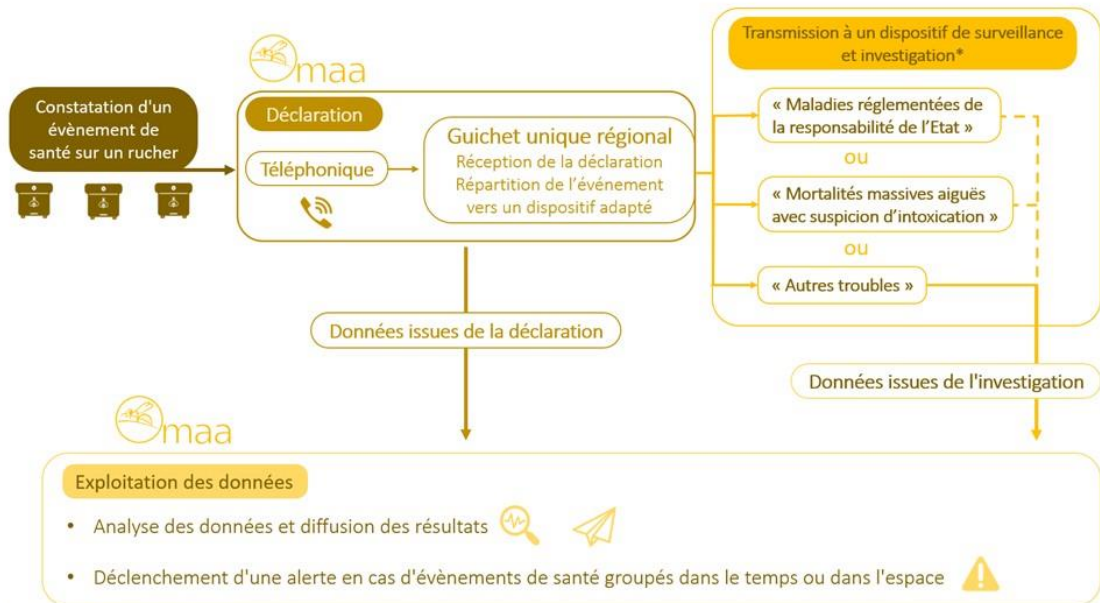 Constatation d'un
évènement de
santé sur un rucher
Omaa
Déclaration
Téléphonique
Guichet unique régional
Réception de la déclaration
Répartition de l'événement
vers un dispositif adapté
Transmission à un dispositif de surveillance
et investigation*
« Maladies réglementées de
la responsabilité de l'Etat »
ou
« Mortalités massives aiguës
avec suspicion d'intoxication »
ou
« Autres troubles »
Données issues de la déclaration
Données issues de l'investigation
Omaa
Exploitation des données
• Analyse des données et diffusion des résultats
• Déclenchement d'une alerte en cas d'évènements de santé groupés dans le temps ou dans l'espace